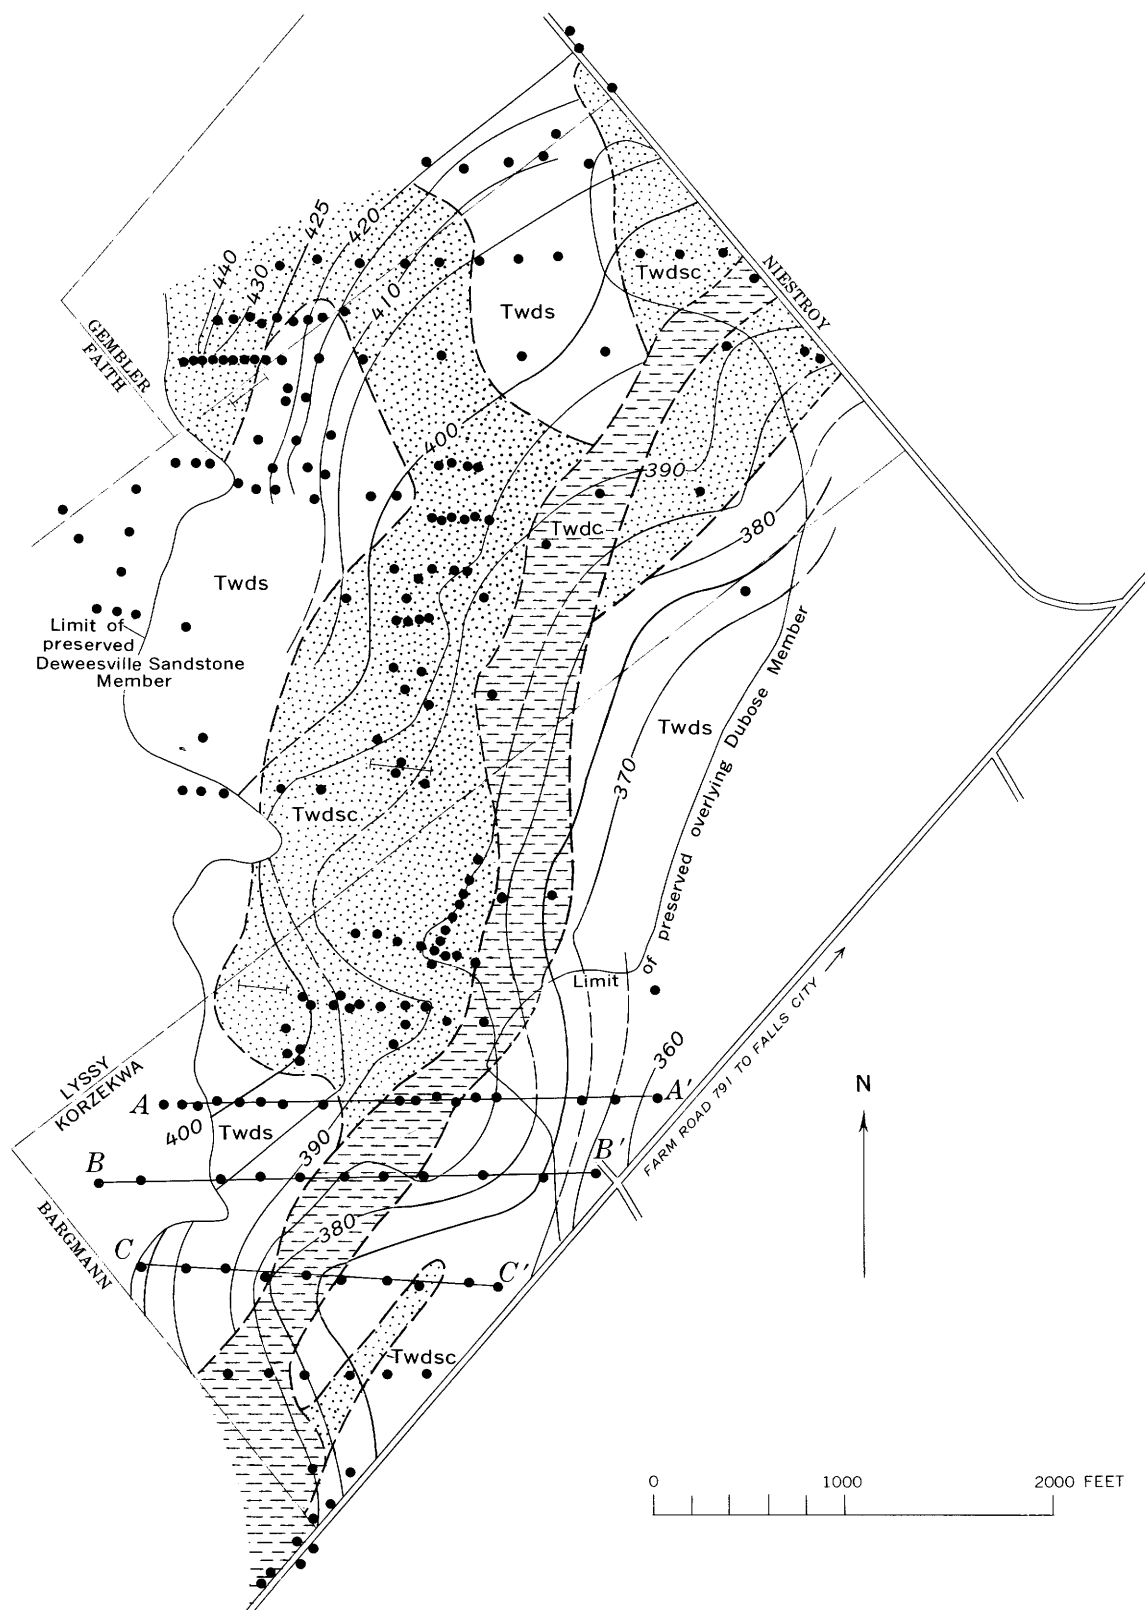 425
420
440
430
410
NIESTROY
Twdsc
Twds
GEMBLER
FAITH
400
390
Twdc
380
Twds
Limit of
preserved
Deweesville Sandstone
Member
Twds
370
Limit of preserved overlying Dubose Member
Twdsc
FARM ROAD 791 TO FALLS CITY
360
N
LYSSY
KORZEKWA
A
A'
400
Twds
390
B
B'
BARGMANN
380
C
C'
Twdsc
0 1000 2000 FEET